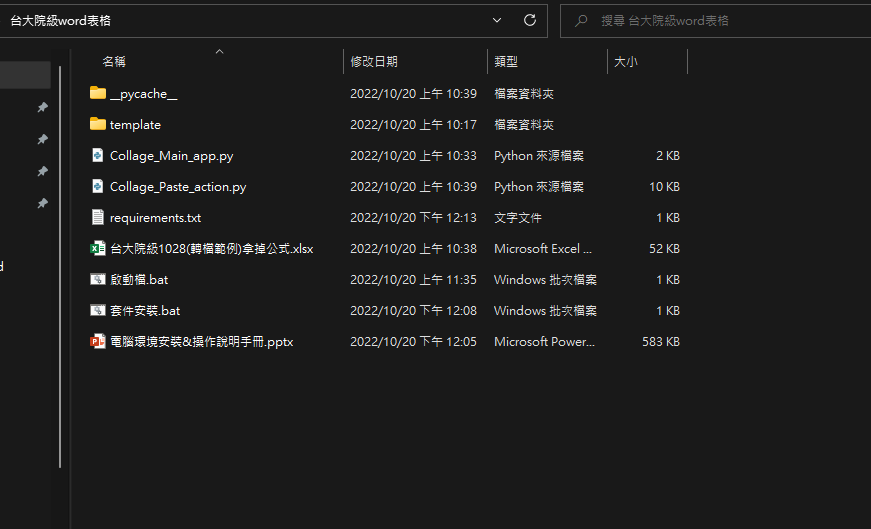 台大院級word表格
搜尋 台大院級word表格
名稱 修改日期 類型 大小
__pycache__ 2022/10/20 上午 10:39 檔案資料夾
template 2022/10/20 上午 10:17 檔案資料夾
Collage_Main_app.py 2022/10/20 上午 10:33 Python 來源檔案 2 KB
Collage_Paste_action.py 2022/10/20 上午 10:39 Python 來源檔案 10 KB
requirements.txt 2022/10/20 下午 12:13 文字文件 1 KB
台大院級1028(轉檔範例)拿掉公式.xlsx 2022/10/20 上午 10:38 Microsoft Excel ... 52 KB
啟動檔.bat 2022/10/20 上午 11:35 Windows 批次檔案 1 KB
套件安裝.bat 2022/10/20 下午 12:08 Windows 批次檔案 1 KB
電腦環境安裝&操作說明手冊.pptx 2022/10/20 下午 12:05 Microsoft Power... 583 KB